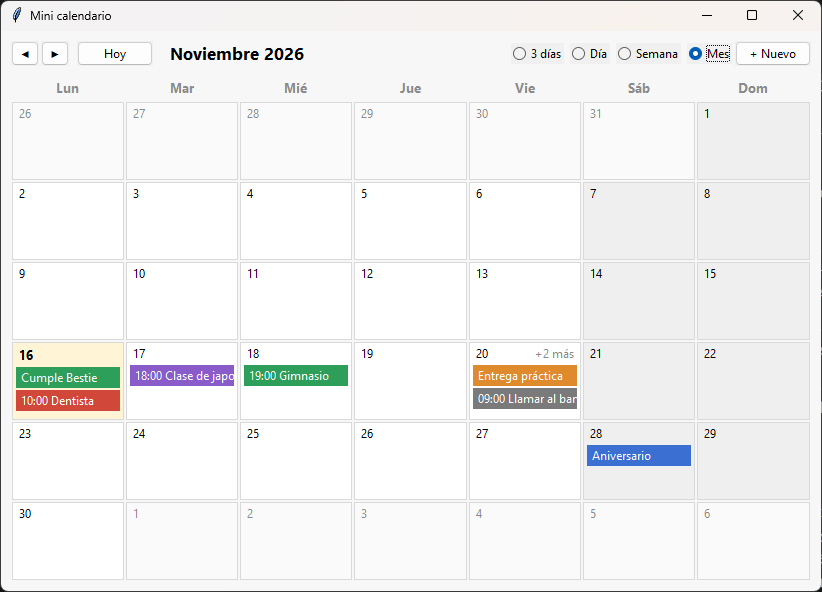 Mini calendario
◄ ► Hoy Noviembre 2026 3 días Día Semana Mes + Nuevo
Lun Mar Mié Jue Vie Sáb Dom
26 27 28 29 30 31 1
2 3 4 5 6 7 8
9 10 11 12 13 14 15
16 17 18 19 20 +2 más 21 22
Cumple Bestie 18:00 Clase de japo 19:00 Gimnasio Entrega práctica
10:00 Dentista 09:00 Llamar al ban
23 24 25 26 27 28 29
Aniversario
30 1 2 3 4 5 6